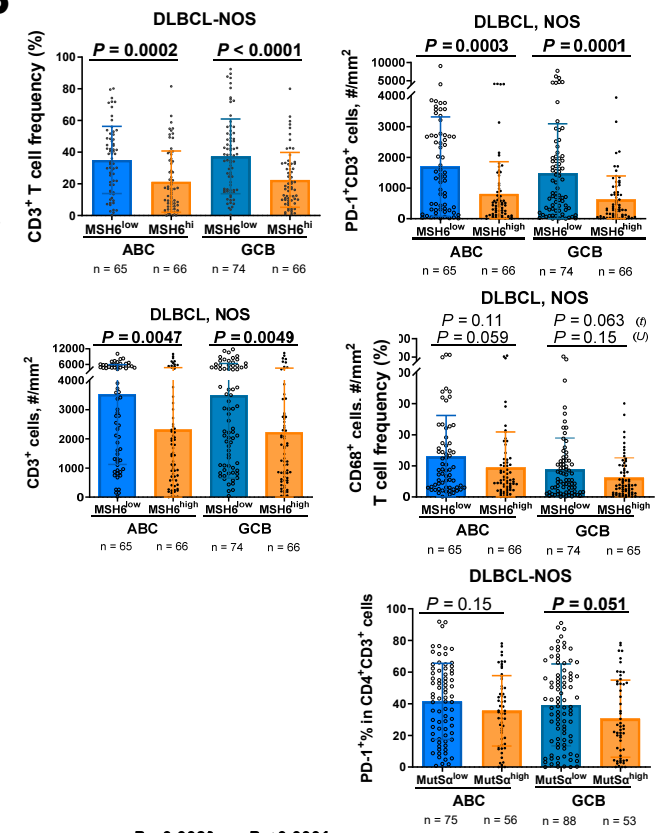 DLBCL-NOS
P = 0.0002 P < 0.0001
CD3+ T cell frequency (%)
100
80
60
40
20
0
MSH6low MSH6hi MSH6low MSH6hi
ABC GCB
n = 65 n = 66 n = 74 n = 66
DLBCL, NOS
P = 0.0003 P = 0.0001
PD-1+CD3+ cells, #/mm2
10000
5000
4000
3000
2000
1000
0
MSH6low MSH6high MSH6low MSH6high
ABC GCB
n = 65 n = 66 n = 74 n = 66
DLBCL, NOS
P = 0.0047 P = 0.0049
CD3+ cells, #/mm2
12000
6000
4000
3000
2000
1000
0
MSH6low MSH6high MSH6low MSH6high
ABC GCB
n = 65 n = 66 n = 74 n = 66
DLBCL, NOS
P = 0.11 P = 0.063 (t)
P = 0.059 P = 0.15 (U)
CD68+ cells. #/mm2
T cell frequency (%)
00
00
00
00
00
0
MSH6low MSH6high MSH6low MSH6high
ABC GCB
n = 65 n = 66 n = 74 n = 65
DLBCL-NOS
P = 0.15 P = 0.051
PD-1+% in CD4+CD3+ cells
100
80
60
40
20
0
MutSαlow MutSαhigh MutSαlow MutSαhigh
ABC GCB
n = 75 n = 56 n = 88 n = 53